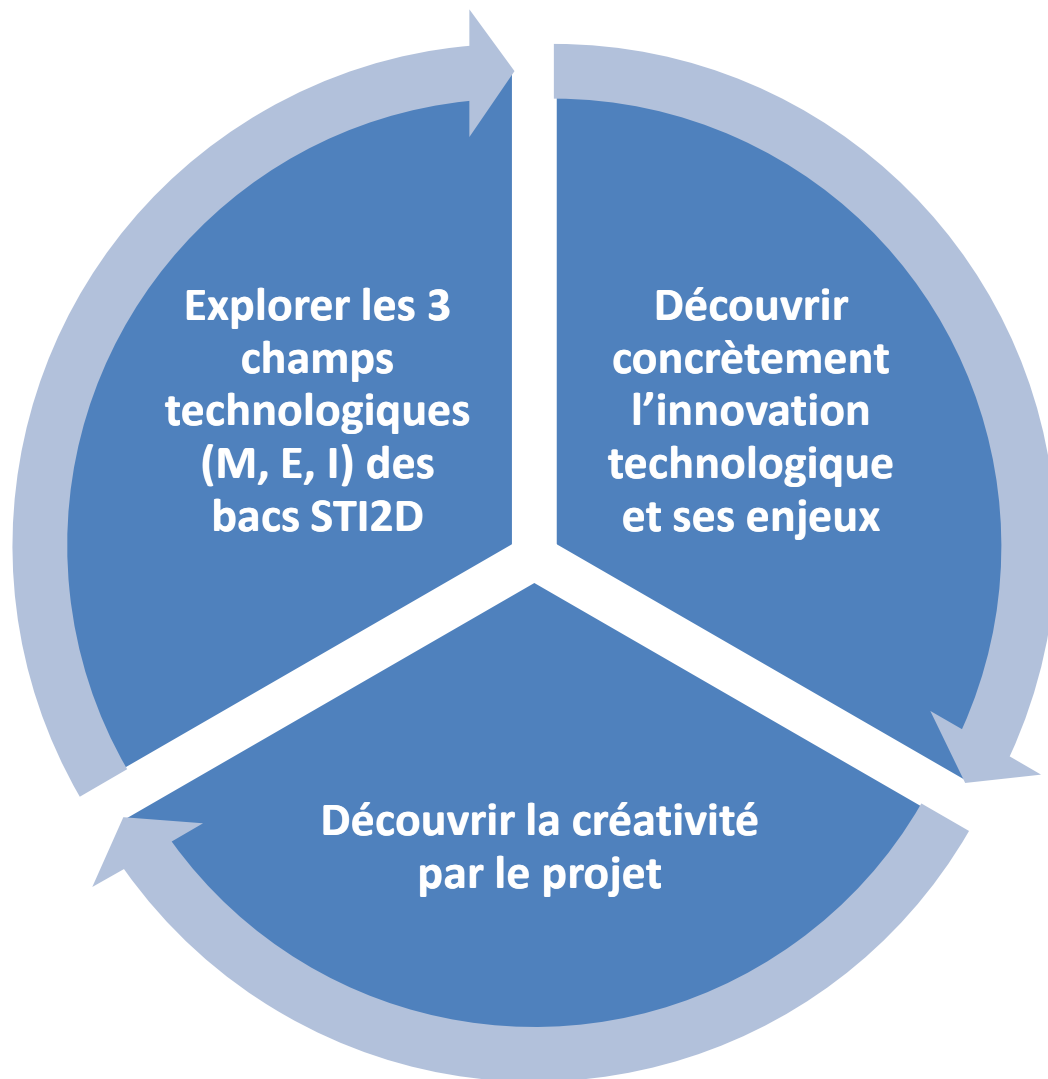 Explorer les 3
champs
technologiques
(M, E, I) des
bacs STI2D
Découvrir
concrètement
l’innovation
technologique
et ses enjeux
Découvrir la créativité
par le projet